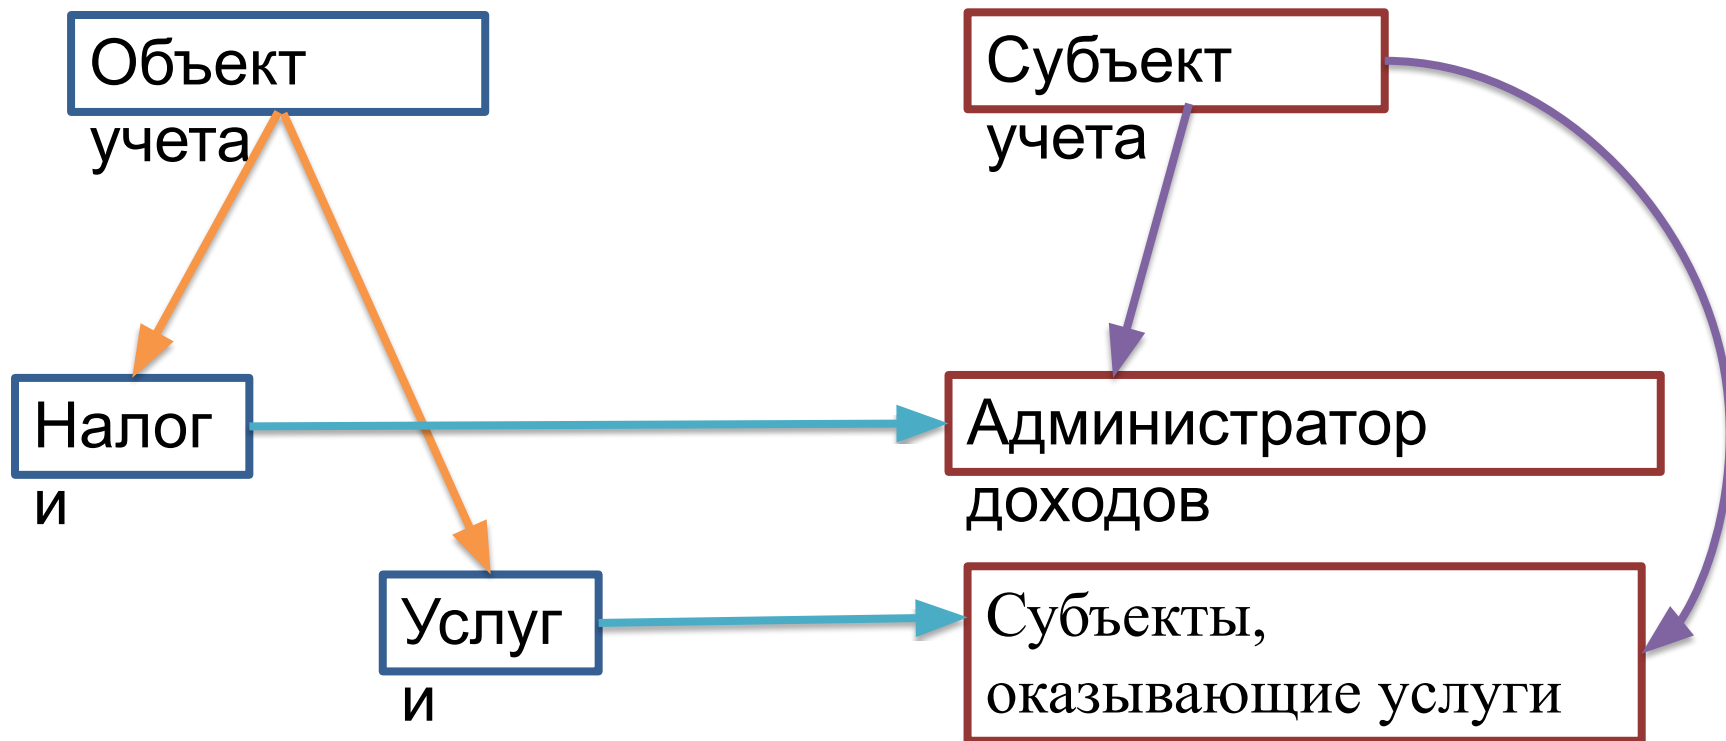 Объект
учета
Субъект
учета
Налог
и
Администратор
доходов
Услуг
и
Субъекты,
оказывающие услуги